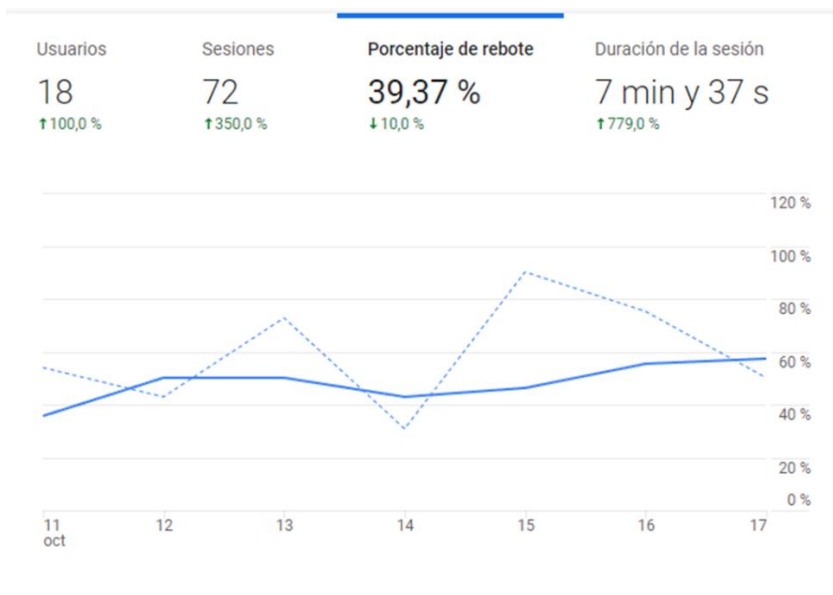 Usuarios Sesiones Porcentaje de rebote Duración de la sesión
18 72 39,37 % 7 min y 37 s
↑100,0 % ↑350,0 % ↓10,0 % ↑779,0 %
120 %
100 %
80 %
60 %
40 %
20 %
0 %
11 12 13 14 15 16 17
oct